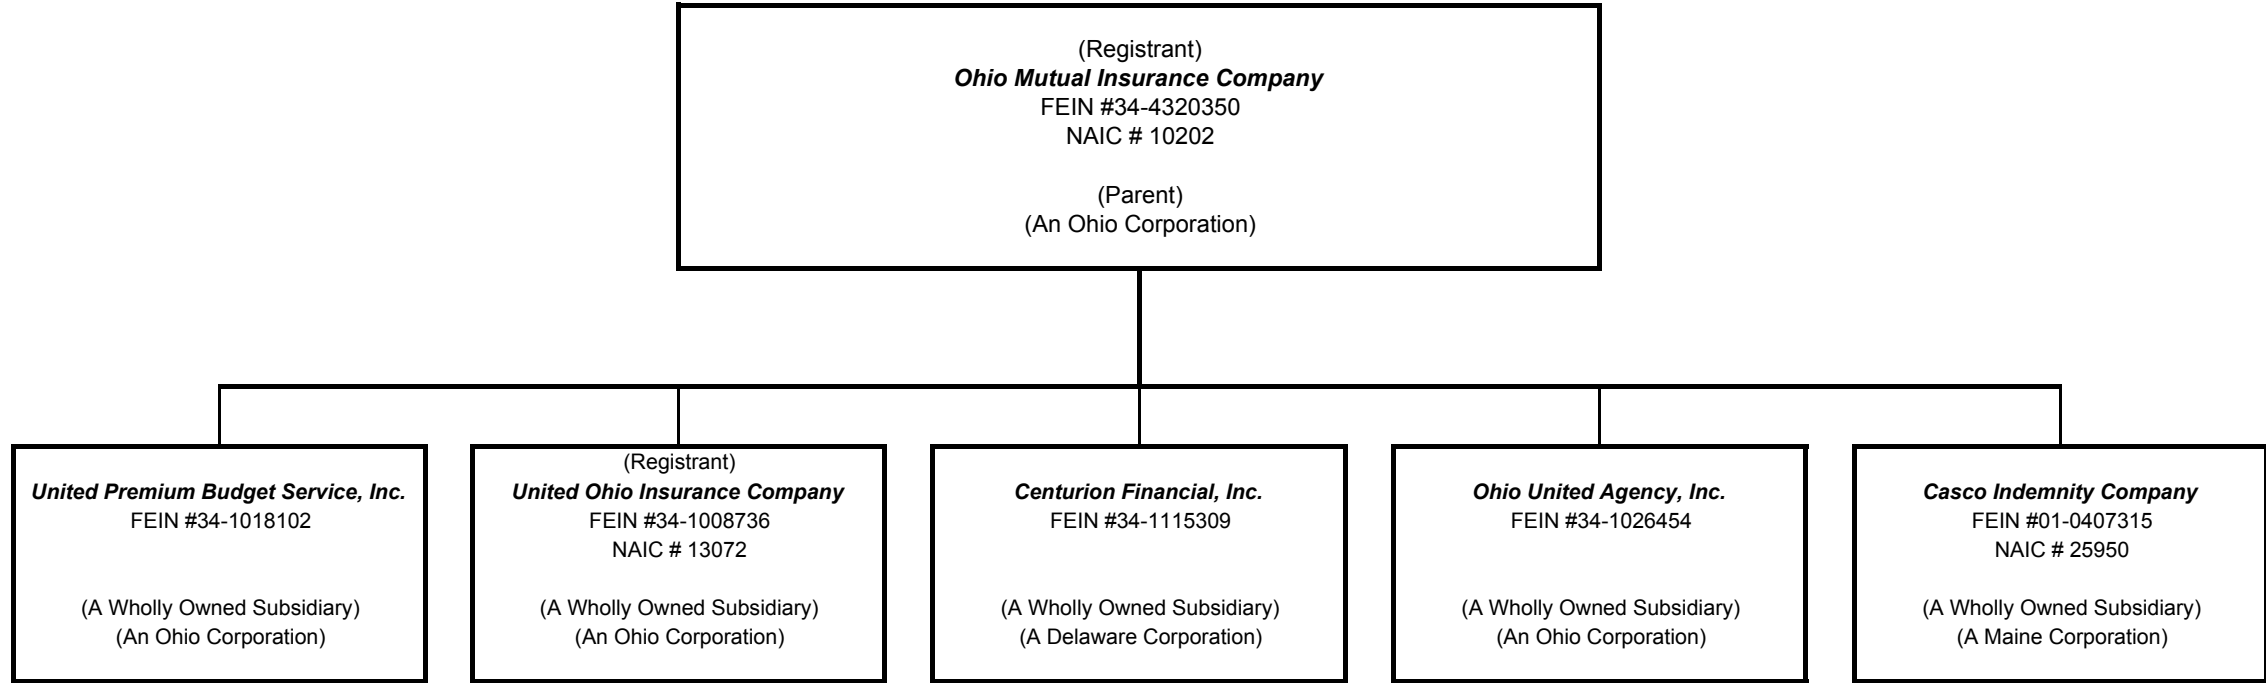 (Registrant)
Ohio Mutual Insurance Company
FEIN #34-4320350
NAIC # 10202
(Parent)
(An Ohio Corporation)
United Premium Budget Service, Inc.
FEIN #34-1018102
(A Wholly Owned Subsidiary)
(An Ohio Corporation)
(Registrant)
United Ohio Insurance Company
FEIN #34-1008736
NAIC # 13072
(A Wholly Owned Subsidiary)
(An Ohio Corporation)
Centurion Financial, Inc.
FEIN #34-1115309
(A Wholly Owned Subsidiary)
(A Delaware Corporation)
Ohio United Agency, Inc.
FEIN #34-1026454
(A Wholly Owned Subsidiary)
(An Ohio Corporation)
Casco Indemnity Company
FEIN #01-0407315
NAIC # 25950
(A Wholly Owned Subsidiary)
(A Maine Corporation)